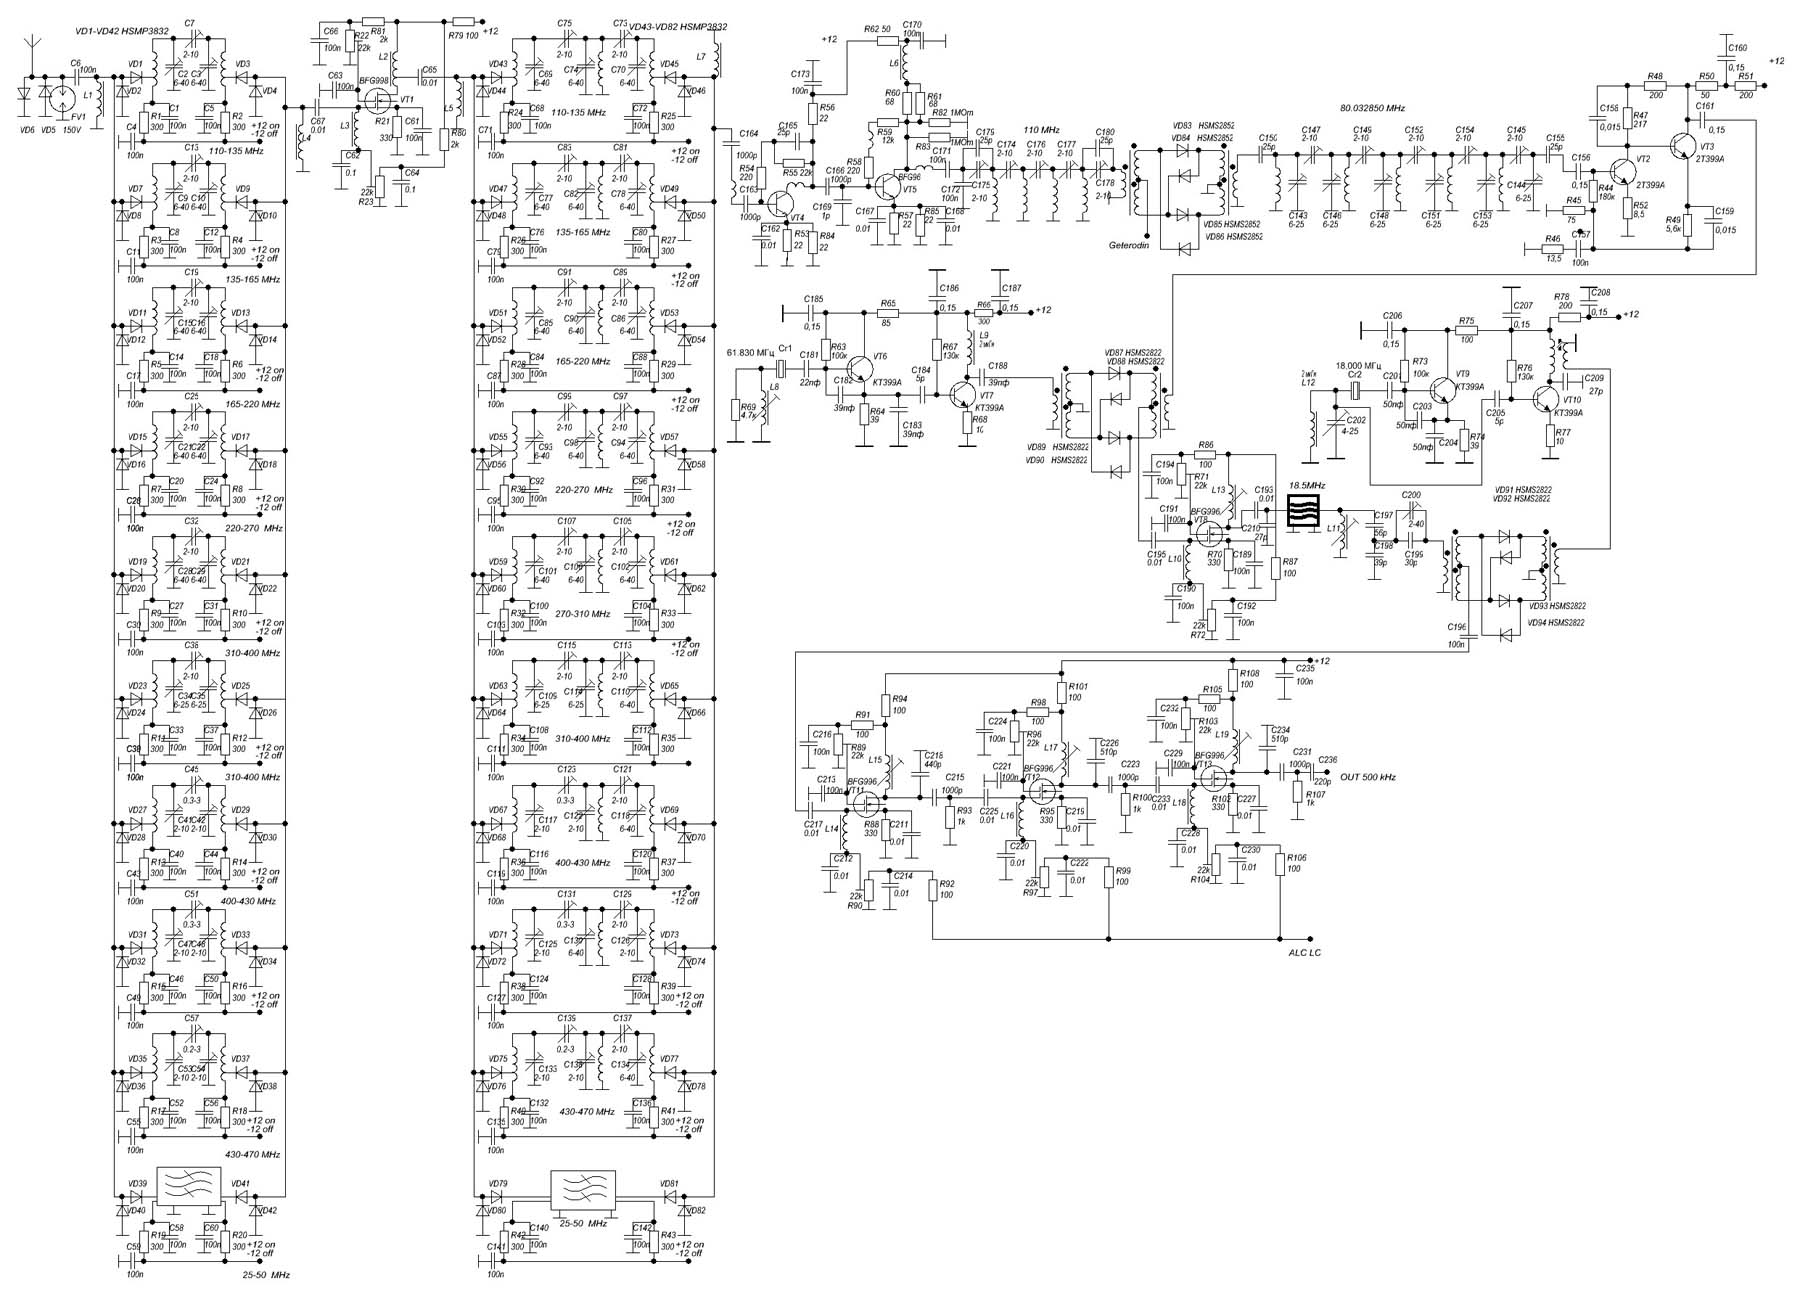 VD1-VD42 HSMP3832
VD6
VD5
FV1
150V
C6
100n
L1
VD1
VD2
C7
2-10
C2
6-40
C3
6-40
VD3
VD4
C4
100n
R1
300
C1
100n
C5
100n
R2
300
+12 on
-12 off
110-135 MHz
VD7
VD8
C13
2-10
C9
6-40
C10
6-40
VD9
VD10
C11
100n
R3
300
C8
100n
C12
100n
R4
300
+12 on
-12 off
135-165 MHz
VD11
VD12
C19
2-10
C15
6-40
C16
6-40
VD13
VD14
C17
100n
R5
300
C14
100n
C18
100n
R6
300
+12 on
-12 off
165-220 MHz
VD15
VD16
C25
2-10
C21
6-40
C22
6-40
VD17
VD18
C26
100n
R7
300
C20
100n
C24
100n
R8
300
+12 on
-12 off
220-270 MHz
VD19
VD20
C32
2-10
C28
6-40
C29
6-40
VD21
VD22
C30
100n
R9
300
C27
100n
C31
100n
R10
300
+12 on
-12 off
310-400 MHz
VD23
VD24
C38
2-10
C34
6-25
C35
6-25
VD25
VD26
100n
R11
300
C33
100n
C37
100n
R12
300
+12 on
-12 off
310-400 MHz
VD27
VD28
C45
0.3-3
C41
2-10
C42
2-10
VD29
VD30
C43
100n
R13
300
C40
100n
C44
100n
R14
300
+12 on
-12 off
400-430 MHz
VD31
VD32
C51
0.3-3
C47
2-10
C48
2-10
VD33
VD34
C49
100n
R15
300
C46
100n
C50
100n
R16
300
+12 on
-12 off
VD35
VD36
C57
0.2-3
C53
2-10
C54
2-10
VD37
VD38
C55
100n
R17
300
C52
100n
C56
100n
R18
300
+12 on
-12 off
430-470 MHz
VD39
VD40
VD41
VD42
C59
100n
R19
300
C58
100n
C60
100n
R20
300
+12 on
-12 off
25-50 MHz
C66
100n
R22
22k
R81
2k
R79 100
+12
L2
C63
100n
BFG998
VT1
C65
0.01
C67
0.01
L4
L3
R21
330
C61
100n
L5
R80
2k
C62
0.1
22k
R23
C64
0.1
VD43-VD82 HSMP3832
L7
VD43
VD44
C75
2-10
C73
2-10
C69
6-40
C74
6-40
C70
6-40
VD45
VD46
C71
100n
R24
300
C68
100n
110-135 MHz
C72
100n
R25
300
+12 on
-12 off
VD47
VD48
C83
2-10
C81
2-10
C77
6-40
C82
6-40
C78
6-40
VD49
VD50
C79
100n
R26
300
C76
100n
135-165 MHz
C80
100n
R27
300
+12 on
-12 off
VD51
VD52
C91
2-10
C89
2-10
C85
6-40
C90
6-40
C86
6-40
VD53
VD54
C87
100n
R28
300
C84
100n
165-220 MHz
C88
100n
R29
300
+12 on
-12 off
VD55
VD56
C99
2-10
C97
2-10
C93
6-40
C98
6-40
C94
6-40
VD57
VD58
C95
100n
R30
300
C92
100n
220-270 MHz
C96
100n
R31
300
+12 on
-12 off
VD59
VD60
C107
2-10
C105
2-10
C101
6-40
C106
6-40
C102
6-40
VD61
VD62
C103
100n
R32
300
C100
100n
270-310 MHz
C104
100n
R33
300
+12 on
-12 off
VD63
VD64
C115
2-10
C113
2-10
C109
6-25
C114
6-25
C110
6-40
VD65
VD66
C111
100n
R34
300
C108
100n
310-400 MHz
C112
100n
R35
300
+12 on
-12 off
VD67
VD68
C123
0.3-3
C121
2-10
C117
2-10
C122
2-10
C118
6-40
VD69
VD70
C119
100n
R36
300
C116
100n
400-430 MHz
C120
100n
R37
300
+12 on
-12 off
VD71
VD72
C131
0.3-3
C129
2-10
C125
2-10
C130
6-40
C126
2-10
VD73
VD74
C127
100n
R38
300
C124
100n
C128
100n
R39
300
+12 on
-12 off
VD75
VD76
C139
0.2-3
C137
2-10
C133
2-10
C138
2-10
C134
6-40
VD77
VD78
C135
100n
R40
300
C132
100n
430-470 MHz
C136
100n
R41
300
+12 on
-12 off
VD79
VD80
VD81
VD82
25-50 MHz
C141
100n
R42
300
C140
100n
C142
100n
R43
300
+12 on
-12 off
+12
R62 50
C170
100n
L6
C173
100n
R56
22
R60
68
R61
68
R82 1MOm
1MOm
R83
R59
12k
C164
1000p
C165
25p
R55 22k
R54
220
C163
1000p
VT4
C162
0.01
R53
22
R84
22
C166
1000p
C169
1p
R58
220
BFG96
VT5
C167
0.01
R57
22
R85
22
C168
0.01
C171
100n
C172
100n
110 MHz
C179
25p
C174
2-10
C175
2-10
C176
2-10
C177
2-10
C180
25p
C178
2-10
VD83 HSMS2852
VD84 HSMS2852
VD85 HSMS2852
VD86 HSMS2852
Geterodin
80.032850 MHz
C150
25p
C147
2-10
C149
2-10
C152
2-10
C154
2-10
C145
2-10
C155
25p
C143
6-25
C146
6-25
C148
6-25
C151
6-25
C153
6-25
C144
6-25
C156
0,15
C158
0,015
R48
200
R47
217
R50
50
R51
200
C160
0,15
+12
C161
0,15
VT3
2T399A
VT2
2T399A
R44
180k
R45
75
R46
13,5
C157
100n
R52
8,5
R49
5,6к
C159
0,015
61.830 МГц
Cr1
R69
4.7к
L8
C181
22пф
C185
0,15
R63
100к
R65
85
VT6
КТ399А
C182
39пф
R64
39
C183
39пф
C184
5p
C186
0,15
C187
0,15
R66
300
+12
R67
130к
L9
C188
39пф
VT7
КТ399А
R68
VD87 HSMS2822
VD88 HSMS2822
VD89 HSMS2822
VD90 HSMS2822
18.000 МГц
Cr2
L12
C202
4-25
50пф
C206
0,15
R73
100к
R75
100
VT9
КТ399А
C203
50пф
C204
50пф
R74
39
C205
5p
C207
0,15
R78
200
C208
0,15
+12
R76
130к
C209
27p
VT10
КТ399А
R77
10
C194
100n
R71
22k
R86
100
L13
C193
0.01
C191
100n
BFG996
VT8
C195
0.01
L10
R70
330
C189
100n
C210
27p
R87
100
C190
100n
22k
R72
C192
100n
18.5MHz
L11
C197
56p
C198
39p
C200
2-40
C199
30p
VD91 HSMS2822
VD92 HSMS2822
VD93 HSMS2822
VD94 HSMS2822
C196
100n
R94
100
R91
100
C216
100n
R89
22k
L15
C218
440p
C213
100n
BFG996
VT11
C217
0.01
L14
R88
330
C211
0.01
C215
1000p
R93
1k
C212
0.01
22k
R90
C214
0.01
R92
100
R101
100
R98
100
C224
100n
R96
22k
L17
C226
510p
C221
100n
BFG996
VT12
C225
0.01
L16
R95
330
C219
0.01
C223
1000p
R100
1k
C220
0.01
22k
R97
C222
0.01
R99
100
R108
100
C235
100n
+12
R105
100
C232
100n
R103
22k
L19
C234
510p
C229
100n
BFG996
VT13
C233
0.01
L18
R102
330
C227
0.01
C231
1000p
C236
220p
R107
1k
OUT 500 kHz
C228
0.01
22k
R104
C230
0.01
R106
100
ALC LC